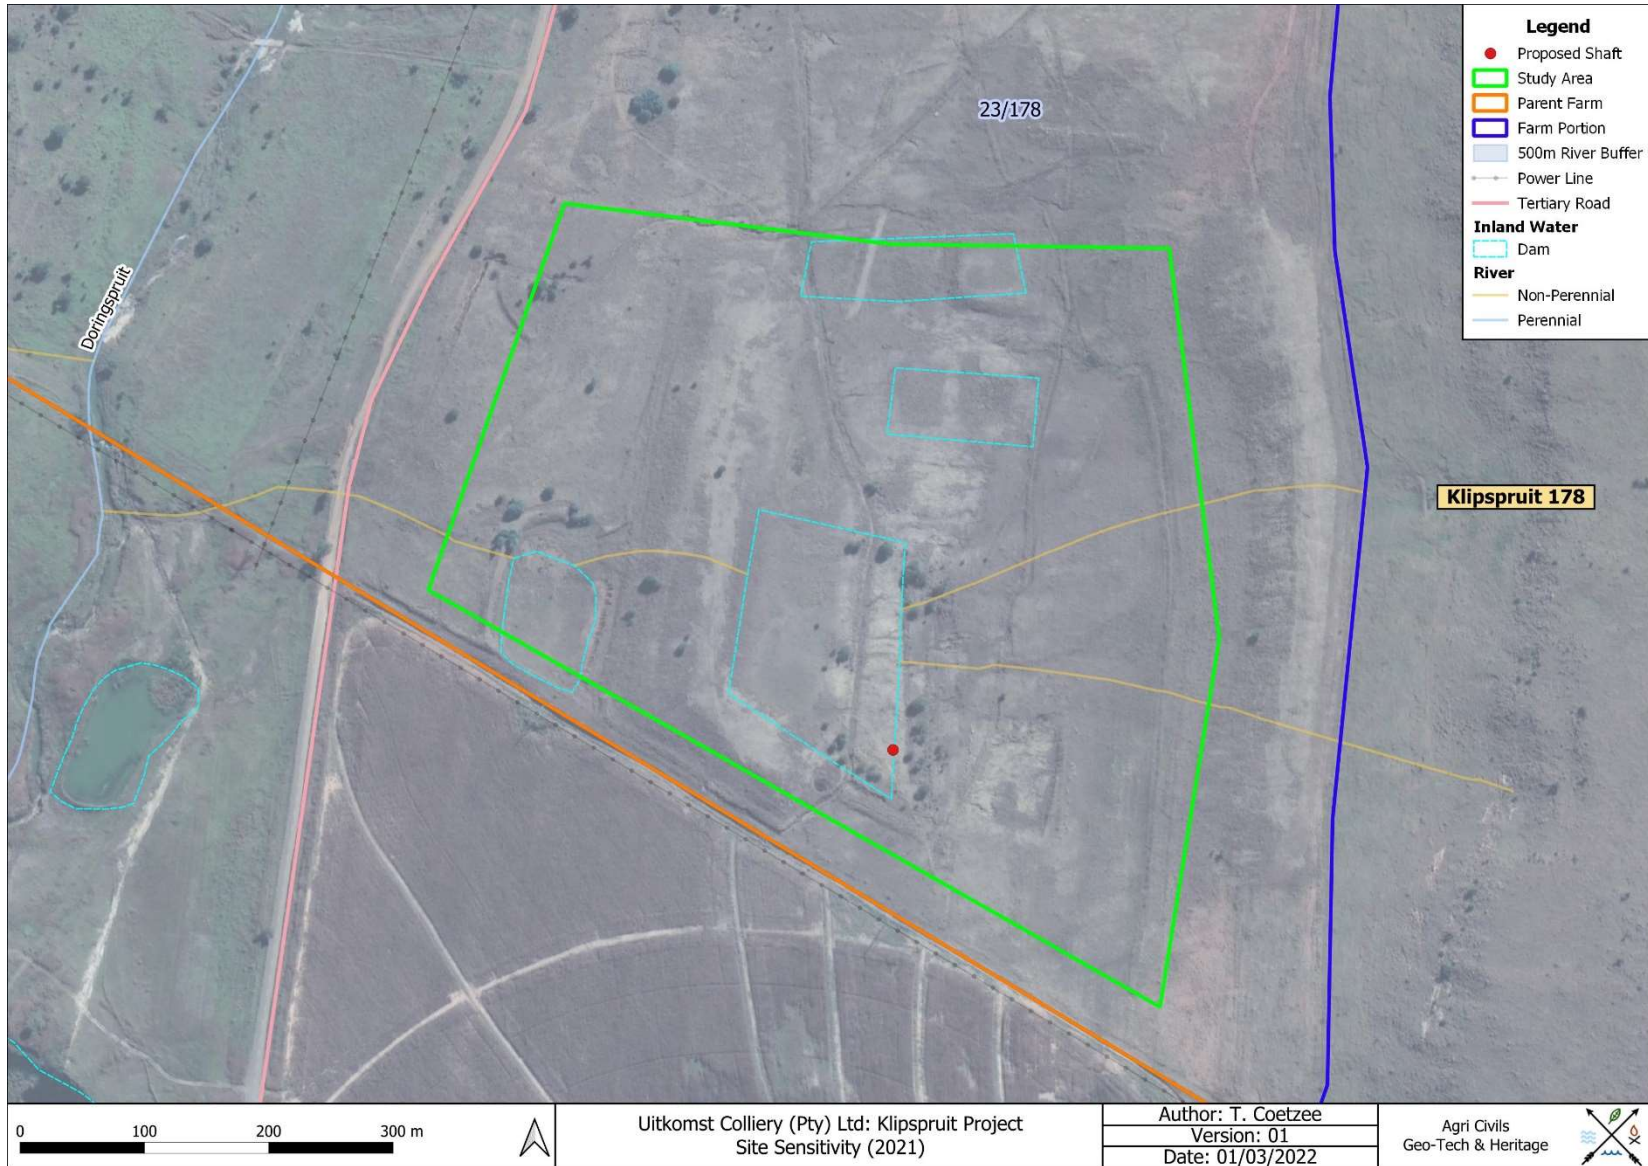 Legend
Proposed Shaft
Study Area
Parent Farm
Farm Portion
500m River Buffer
Power Line
Tertiary Road
Inland Water
Dam
River
Non-Perennial
Perennial
23/178
Doringspruit
Klipspruit 178
0 100 200 300 m
Uitkomst Colliery (Pty) Ltd: Klipspruit Project
Site Sensitivity (2021)
Author: T. Coetzee
Version: 01
Date: 01/03/2022
Agri Civils
Geo-Tech & Heritage